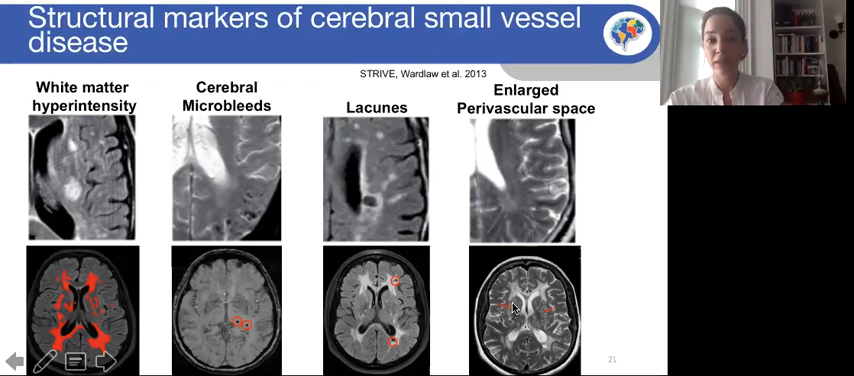 Structural markers of cerebral small vessel
disease
STRIVE, Wardlaw et al. 2013
White matter
hyperintensity
Cerebral
Microbleeds
Lacunes
Enlarged
Perivascular space
21